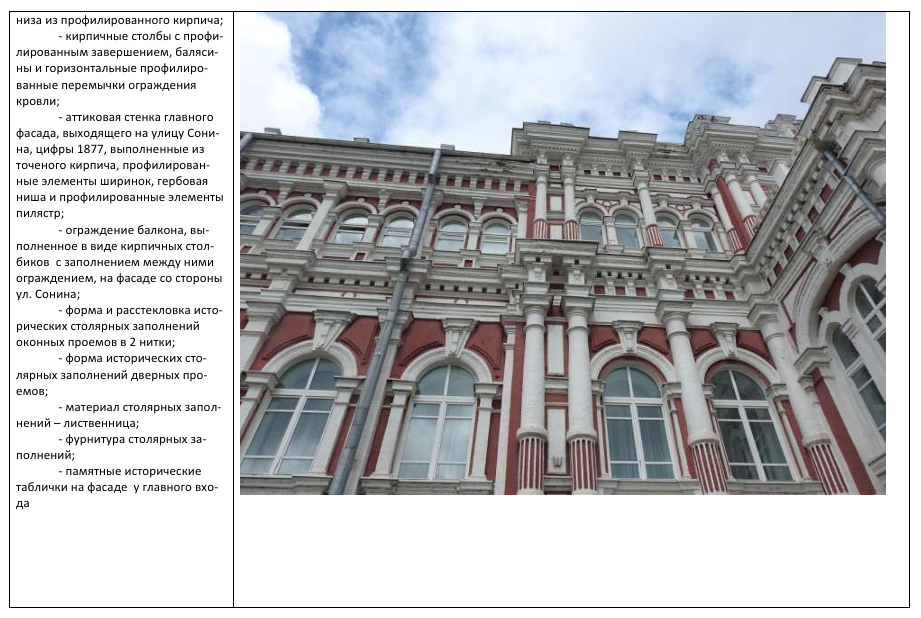 низа из профилированного кирпича;
- кирпичные столбы с профи-
лированным завершением, баляси-
ны и горизонтальные профилиро-
ванные перемычки ограждения
кровли;
- аттиковая стенка главного
фасада, выходящего на улицу Сони-
на, цифры 1877, выполненные из
точеного кирпича, профилирован-
ные элементы ширинок, гербовая
ниша и профилированные элементы
пилястр;
- ограждение балкона, вы-
полненное в виде кирпичных стол-
биков с заполнением между ними
ограждением, на фасаде со стороны
ул. Сонина;
- форма и расстекловка исто-
рических столярных заполнений
оконных проемов в 2 нитки;
- форма исторических сто-
лярных заполнений дверных про-
емов;
- материал столярных запол-
нений – лиственница;
- фурнитура столярных за-
полнений;
- памятные исторические
таблички на фасаде у главного вхо-
да